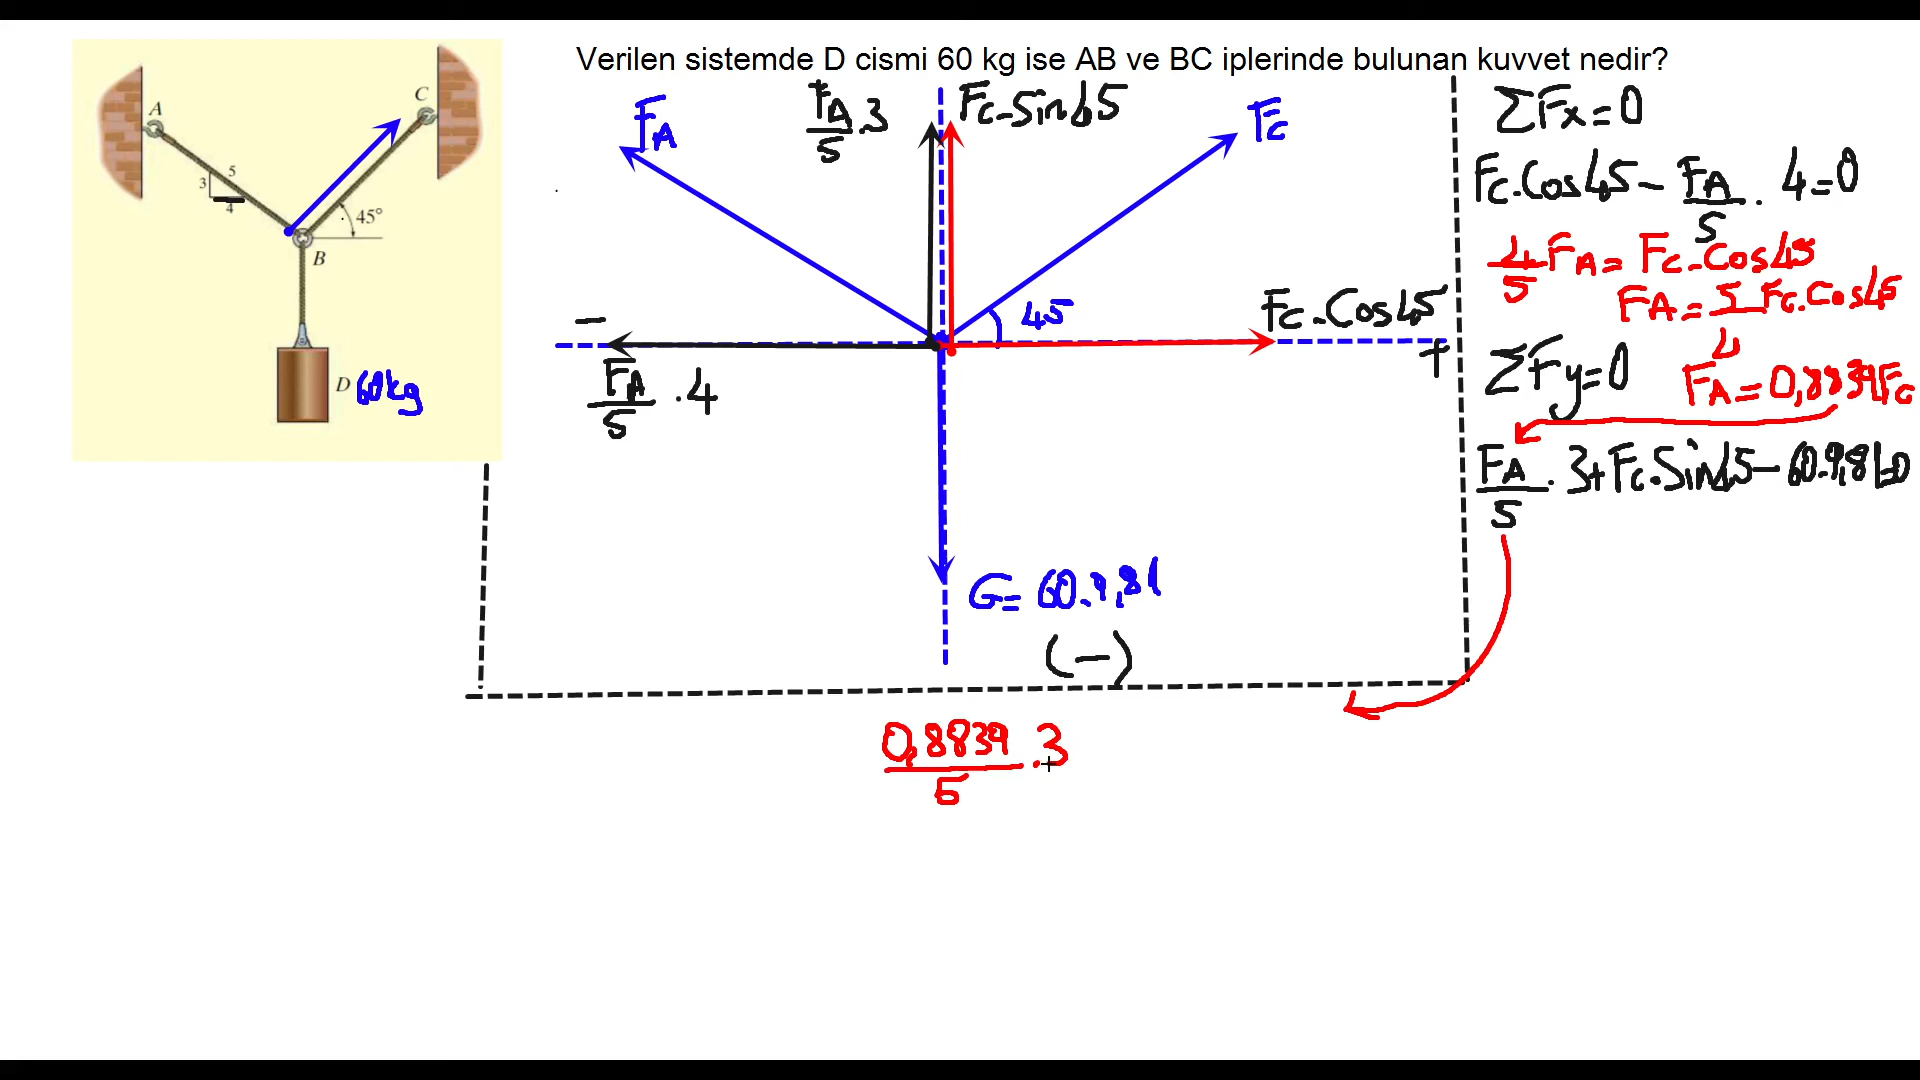 Verilen sistemde D cismi 60 kg ise AB ve BC iplerinde bulunan kuvvet nedir?
A
C
5
3
4
45°
B
D 60kg
FA
FA/5 .3
Fc.Sin45
Fc
45
Fc.Cos45
−
+
FA/5 .4
G= 60.9,81
(−)
ΣFx=0
Fc.Cos45 − FA/5 . 4=0
4/5 FA= Fc.Cos45
FA= 5/4 Fc.Cos45
ΣFy=0
FA=0,8839Fc
FA/5 . 3+Fc.Sin45−60.9,81=0
0,8839/5 .3